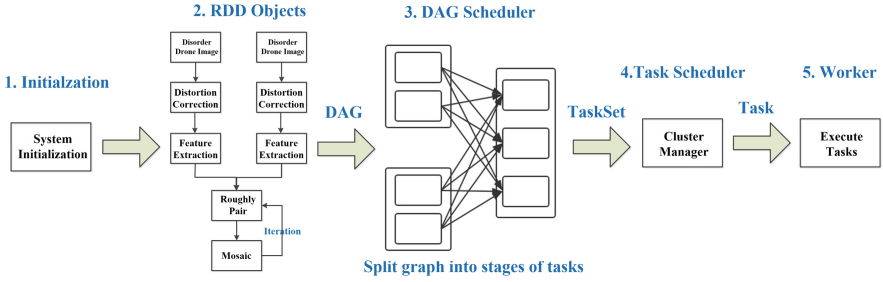 1. Initialzation
System
Initialization
2. RDD Objects
Disorder
Drone Image
Disorder
Drone Image
Distortion
Correction
Distortion
Correction
Feature
Extraction
Feature
Extraction
Roughly
Pair
Iteration
Mosaic
DAG
3. DAG Scheduler
Split graph into stages of tasks
TaskSet
4.Task Scheduler
Cluster
Manager
Task
5. Worker
Execute
Tasks